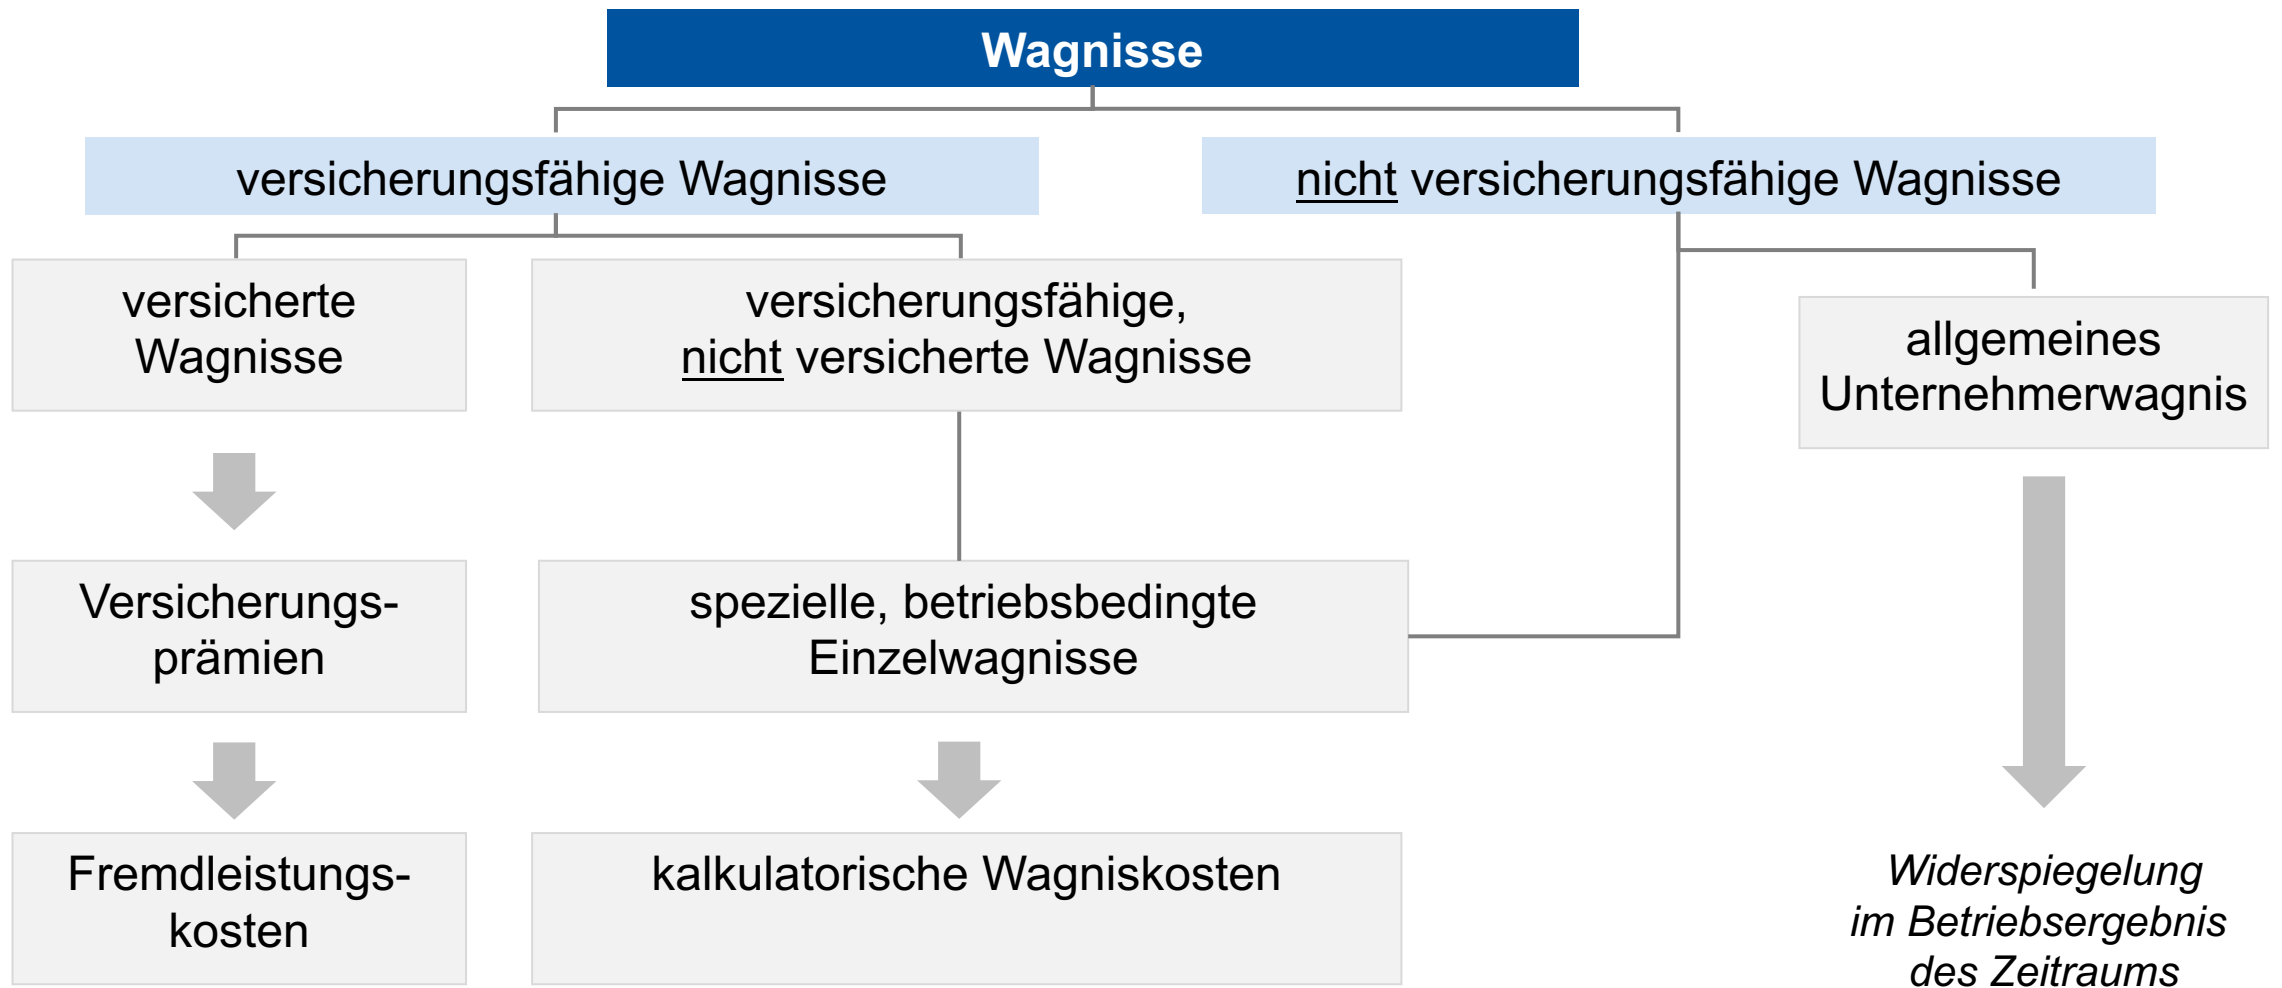 Wagnisse
versicherungsfähige Wagnisse
nicht versicherungsfähige Wagnisse
versicherte
Wagnisse
versicherungsfähige,
nicht versicherte Wagnisse
allgemeines
Unternehmerwagnis
Versicherungs-
prämien
spezielle, betriebsbedingte
Einzelwagnisse
Fremdleistungs-
kosten
kalkulatorische Wagniskosten
Widerspiegelung
im Betriebsergebnis
des Zeitraums